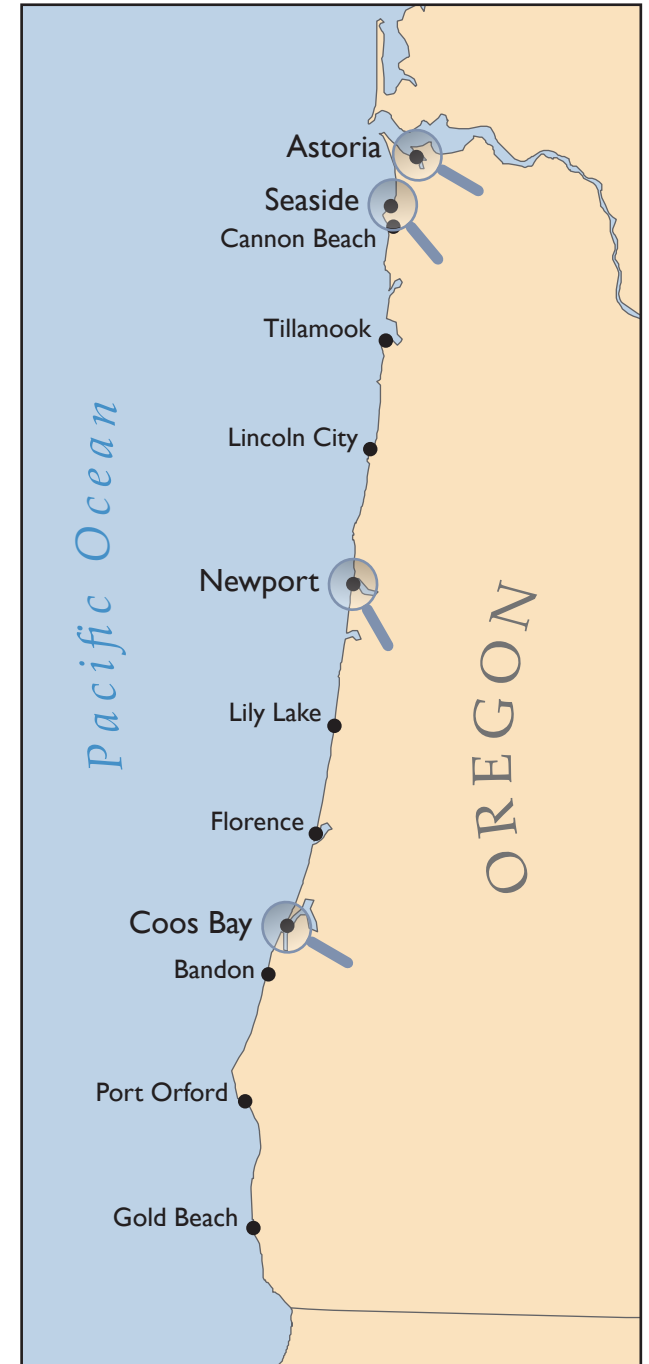 Astoria
Seaside
Cannon Beach
Tillamook
Lincoln City
Pacific Ocean
Newport
OREGON
Lily Lake
Florence
Coos Bay
Bandon
Port Orford
Gold Beach